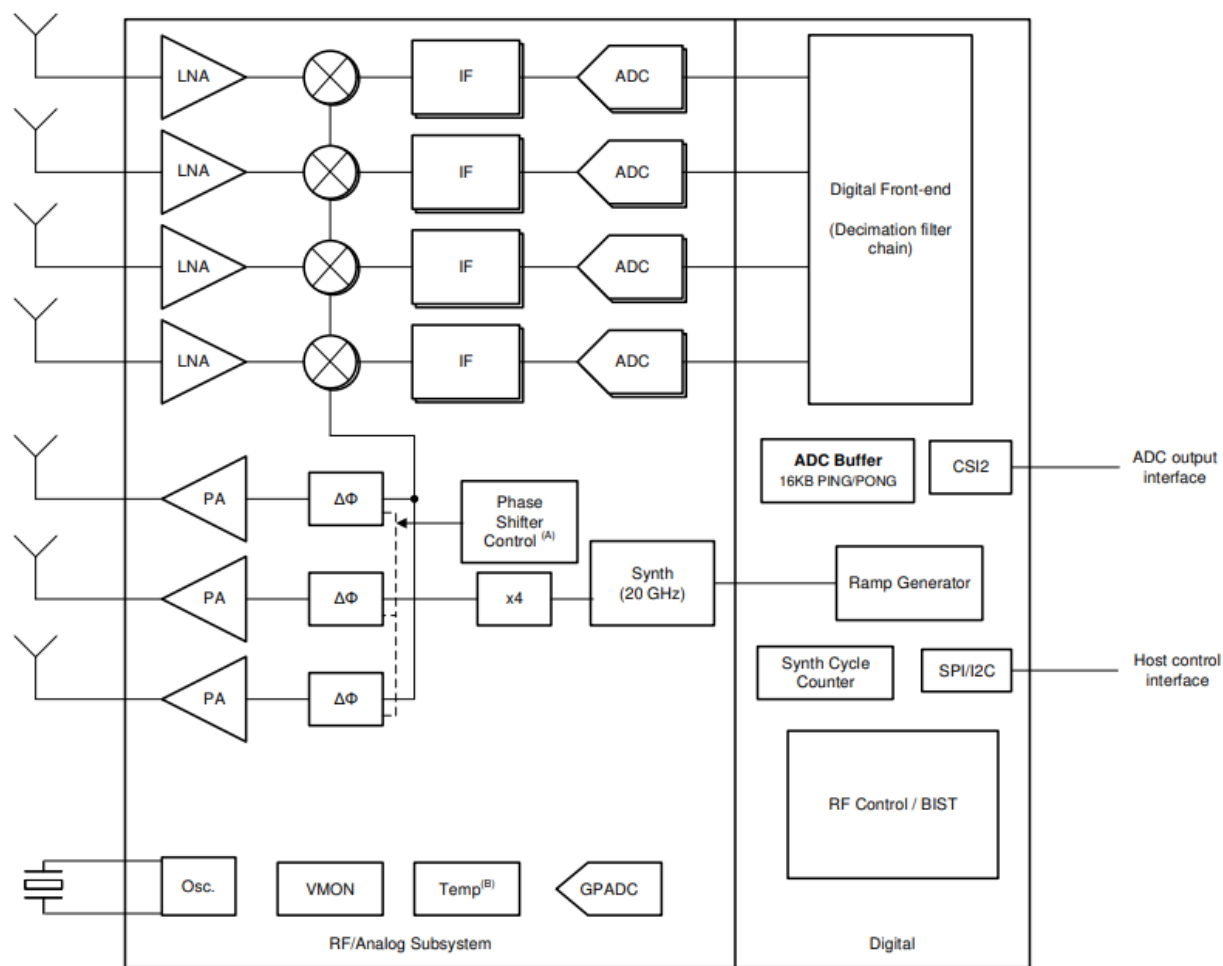 LNA
IF
ADC
LNA
IF
ADC
LNA
IF
ADC
LNA
IF
ADC
Digital Front-end
(Decimation filter
chain)
PA
ΔΦ
Phase
Shifter
Control (A)
ADC Buffer
16KB PING/PONG
CSI2
ADC output
interface
PA
ΔΦ
x4
Synth
(20 GHz)
Ramp Generator
PA
ΔΦ
Synth Cycle
Counter
SPI/I2C
Host control
interface
RF Control / BIST
Osc.
VMON
Temp(B)
GPADC
RF/Analog Subsystem
Digital